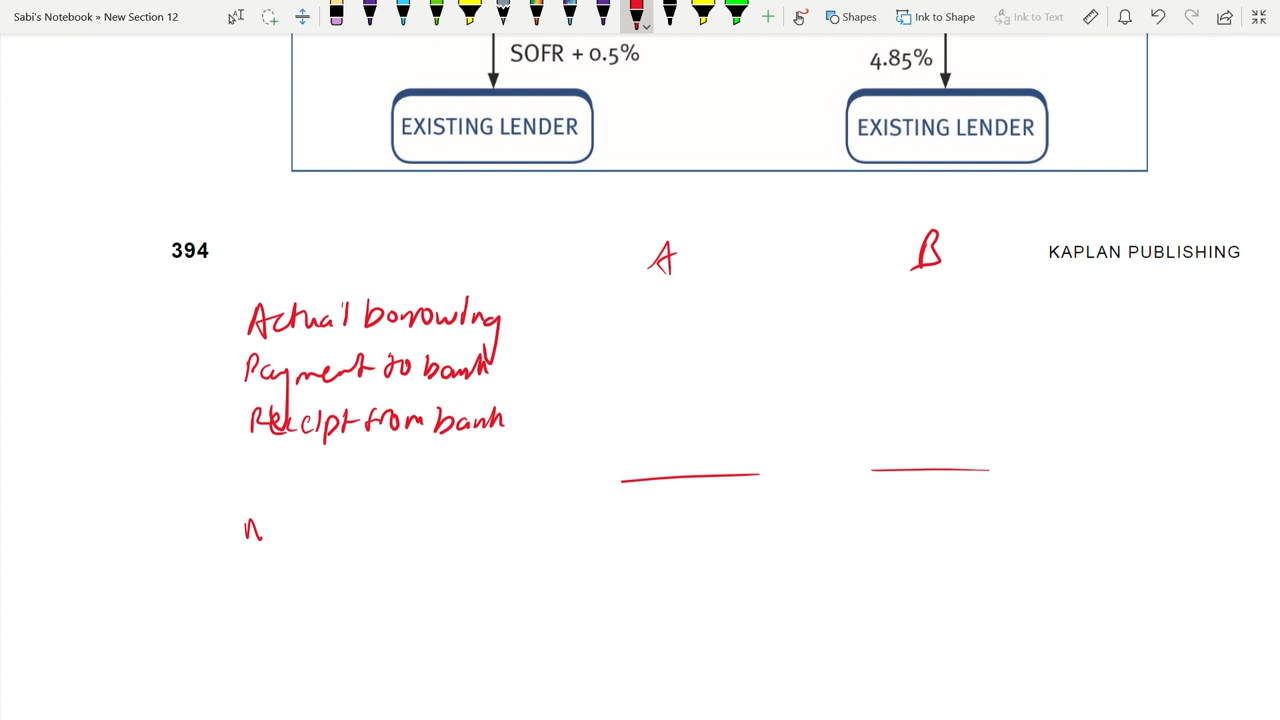 Sabi's Notebook » New Section 12
Shapes
Ink to Shape
Ink to Text
SOFR + 0.5%
4.85%
EXISTING LENDER
EXISTING LENDER
394
A
B
KAPLAN PUBLISHING
Actual borrowing
Payment to bank
Reciept from bank
n